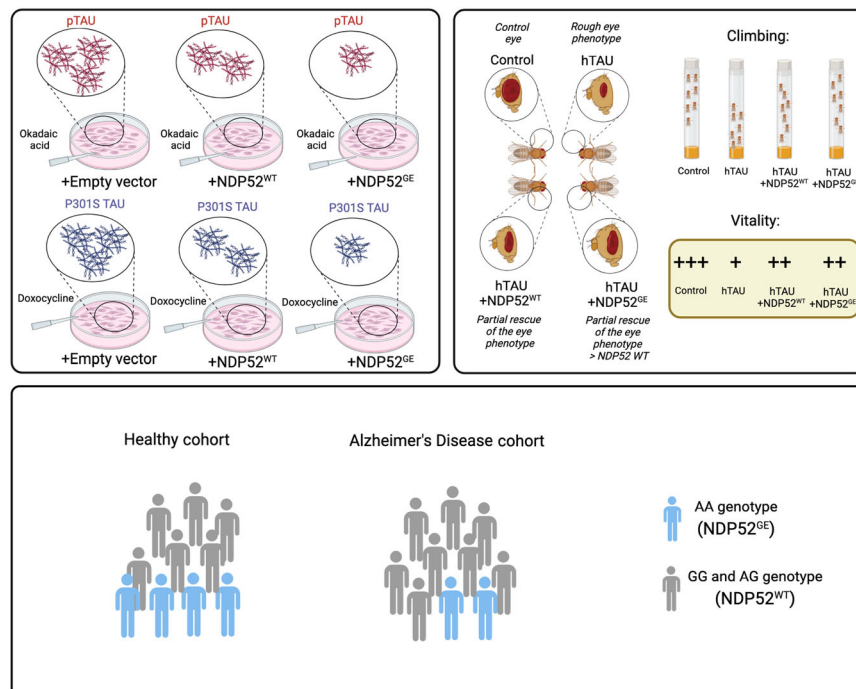 pTAU
pTAU
pTAU
Okadaic
acid
Okadaic
acid
Okadaic
acid
+Empty vector
+NDP52WT
+NDP52GE
P301S TAU
P301S TAU
P301S TAU
Doxocycline
Doxocycline
Doxocycline
+Empty vector
+NDP52WT
+NDP52GE
Control
eye
Rough eye
phenotype
Control
hTAU
hTAU
+NDP52WT
hTAU
+NDP52GE
Partial rescue
of the eye
phenotype
Partial rescue
of the eye
phenotype
> NDP52 WT
Climbing:
Control
hTAU
hTAU
+NDP52WT
hTAU
+NDP52GE
Vitality:
+++
+
++
++
Control
hTAU
hTAU
+NDP52WT
hTAU
+NDP52GE
Healthy cohort
Alzheimer's Disease cohort
AA genotype
(NDP52GE)
GG and AG genotype
(NDP52WT)